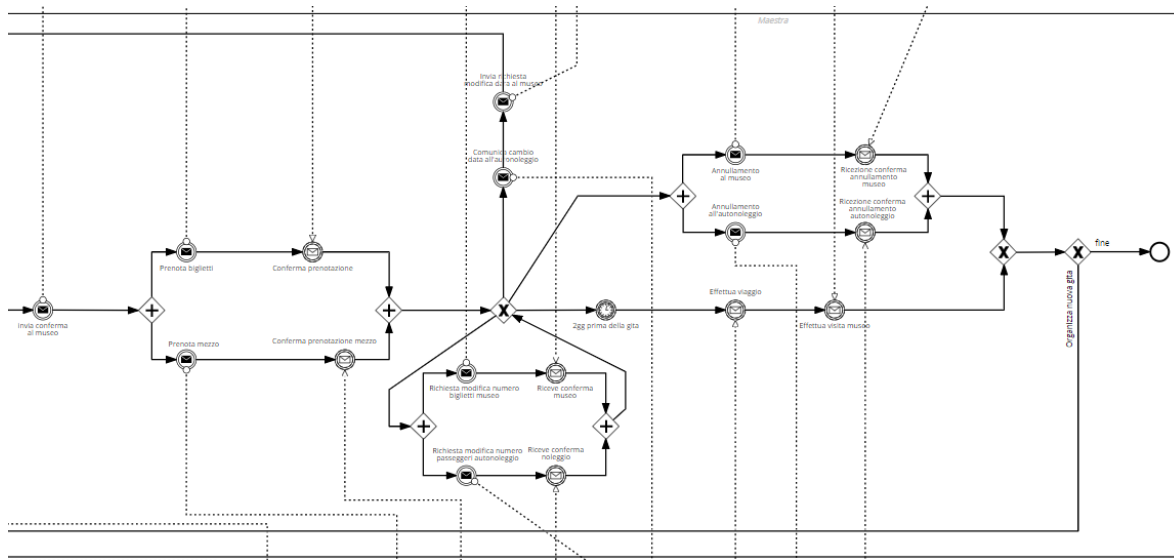 Maestra
Invia richiesta
modifica data al museo
Comunica cambio
data all'autonoleggio
Annullamento
al museo
Ricezione conferma
annullamento
museo
Annullamento
all'autonoleggio
Ricezione conferma
annullamento
autonoleggio
fine
Prenota biglietti
Conferma prenotazione
Organizza nuova gita
Effettua viaggio
Invia conferma
al museo
2gg prima della gita
Effettua visita museo
Prenota mezzo
Conferma prenotazione mezzo
Richiesta modifica numero
biglietti museo
Riceve conferma
museo
Richiesta modifica numero
passeggeri autonoleggio
Riceve conferma
noleggio